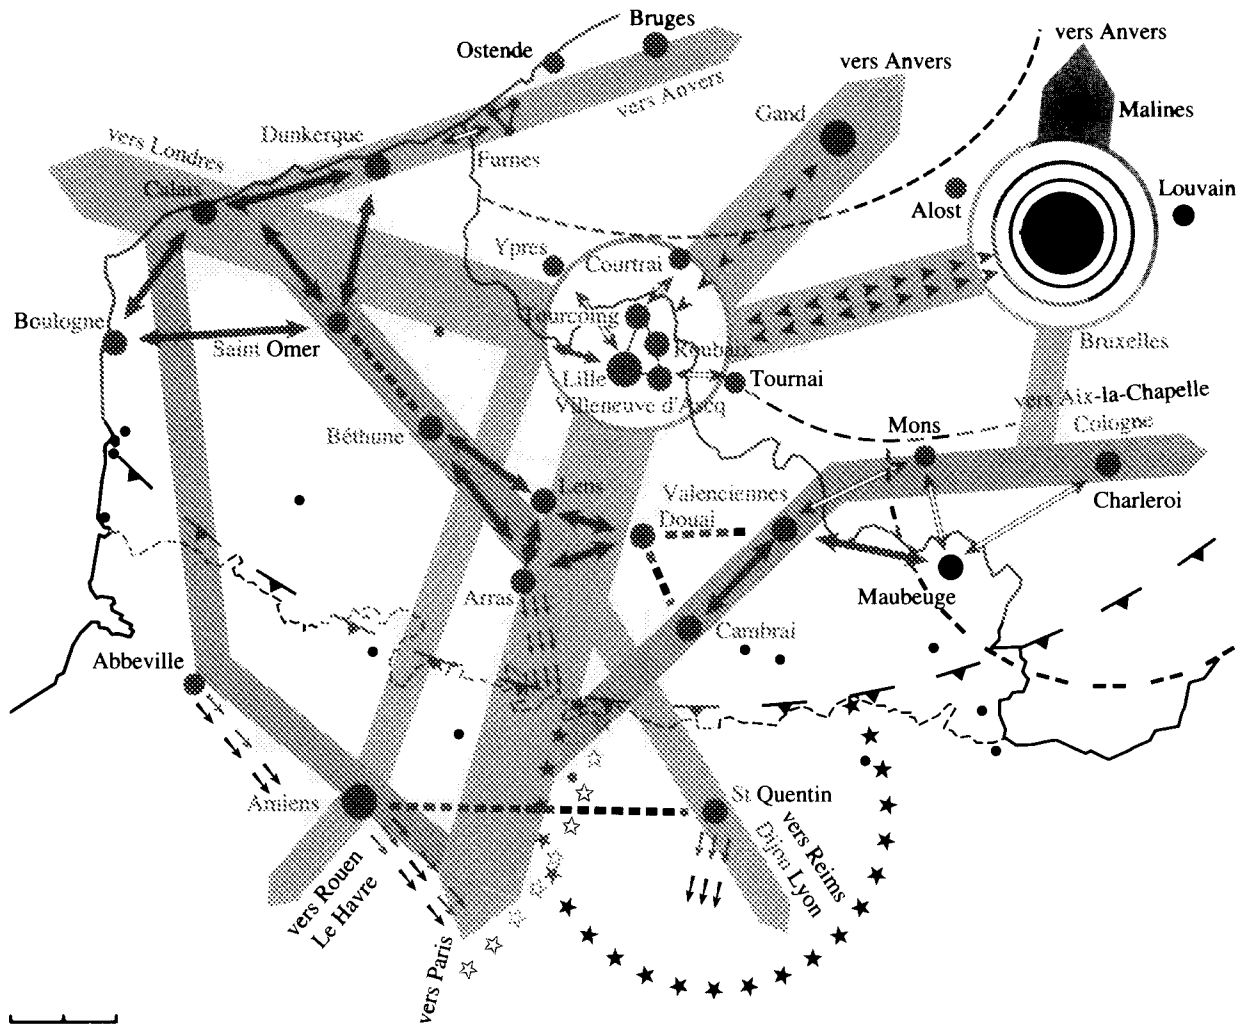 Bruges
Ostende
vers Anvers
vers Anvers
vers Anvers
Malines
Gand
Dunkerque
vers Londres
Furnes
Calais
Louvain
Alost
Ypres
Courtrai
Boulogne
Saint Omer
Tourcoing
Roubaix
Lille
Tournai
Villeneuve d'Ascq
Bruxelles
vers Aix-la-Chapelle
Cologne
Mons
Béthune
Lens
Valenciennes
Douai
Charleroi
Arras
Maubeuge
Cambrai
Abbeville
Amiens
St Quentin
vers Rouen
Le Havre
vers Paris
vers Reims
Dijon Lyon